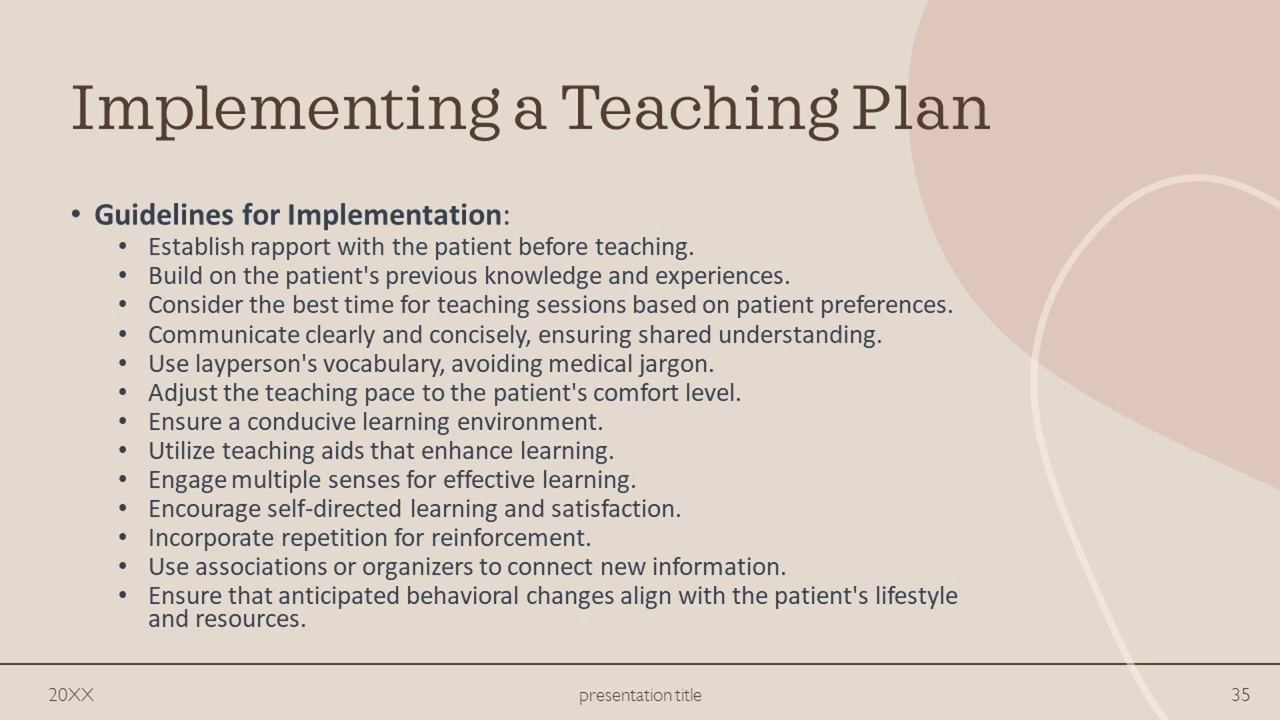 Implementing a Teaching Plan
• Guidelines for Implementation:
• Establish rapport with the patient before teaching.
• Build on the patient's previous knowledge and experiences.
• Consider the best time for teaching sessions based on patient preferences.
• Communicate clearly and concisely, ensuring shared understanding.
• Use layperson's vocabulary, avoiding medical jargon.
• Adjust the teaching pace to the patient's comfort level.
• Ensure a conducive learning environment.
• Utilize teaching aids that enhance learning.
• Engage multiple senses for effective learning.
• Encourage self-directed learning and satisfaction.
• Incorporate repetition for reinforcement.
• Use associations or organizers to connect new information.
• Ensure that anticipated behavioral changes align with the patient's lifestyle
and resources.
20XX
presentation title
35